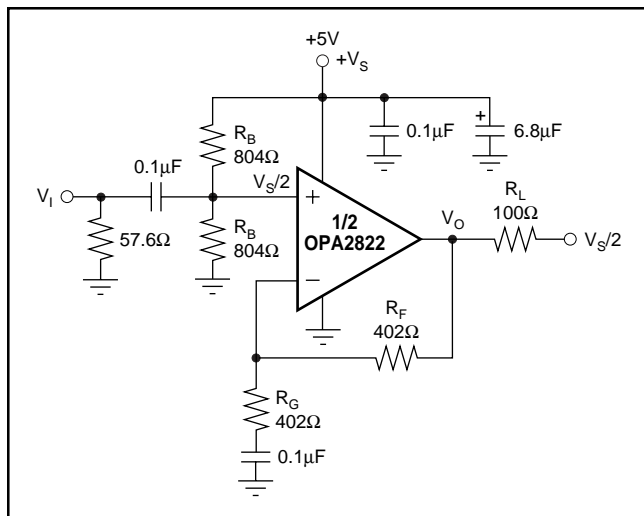 +5V
+V_S
R_B
804Ω
0.1µF
6.8µF
+
0.1µF
V_I
V_S/2
+
1/2
OPA2822
−
R_B
804Ω
57.6Ω
V_O
R_L
100Ω
V_S/2
R_F
402Ω
R_G
402Ω
0.1µF